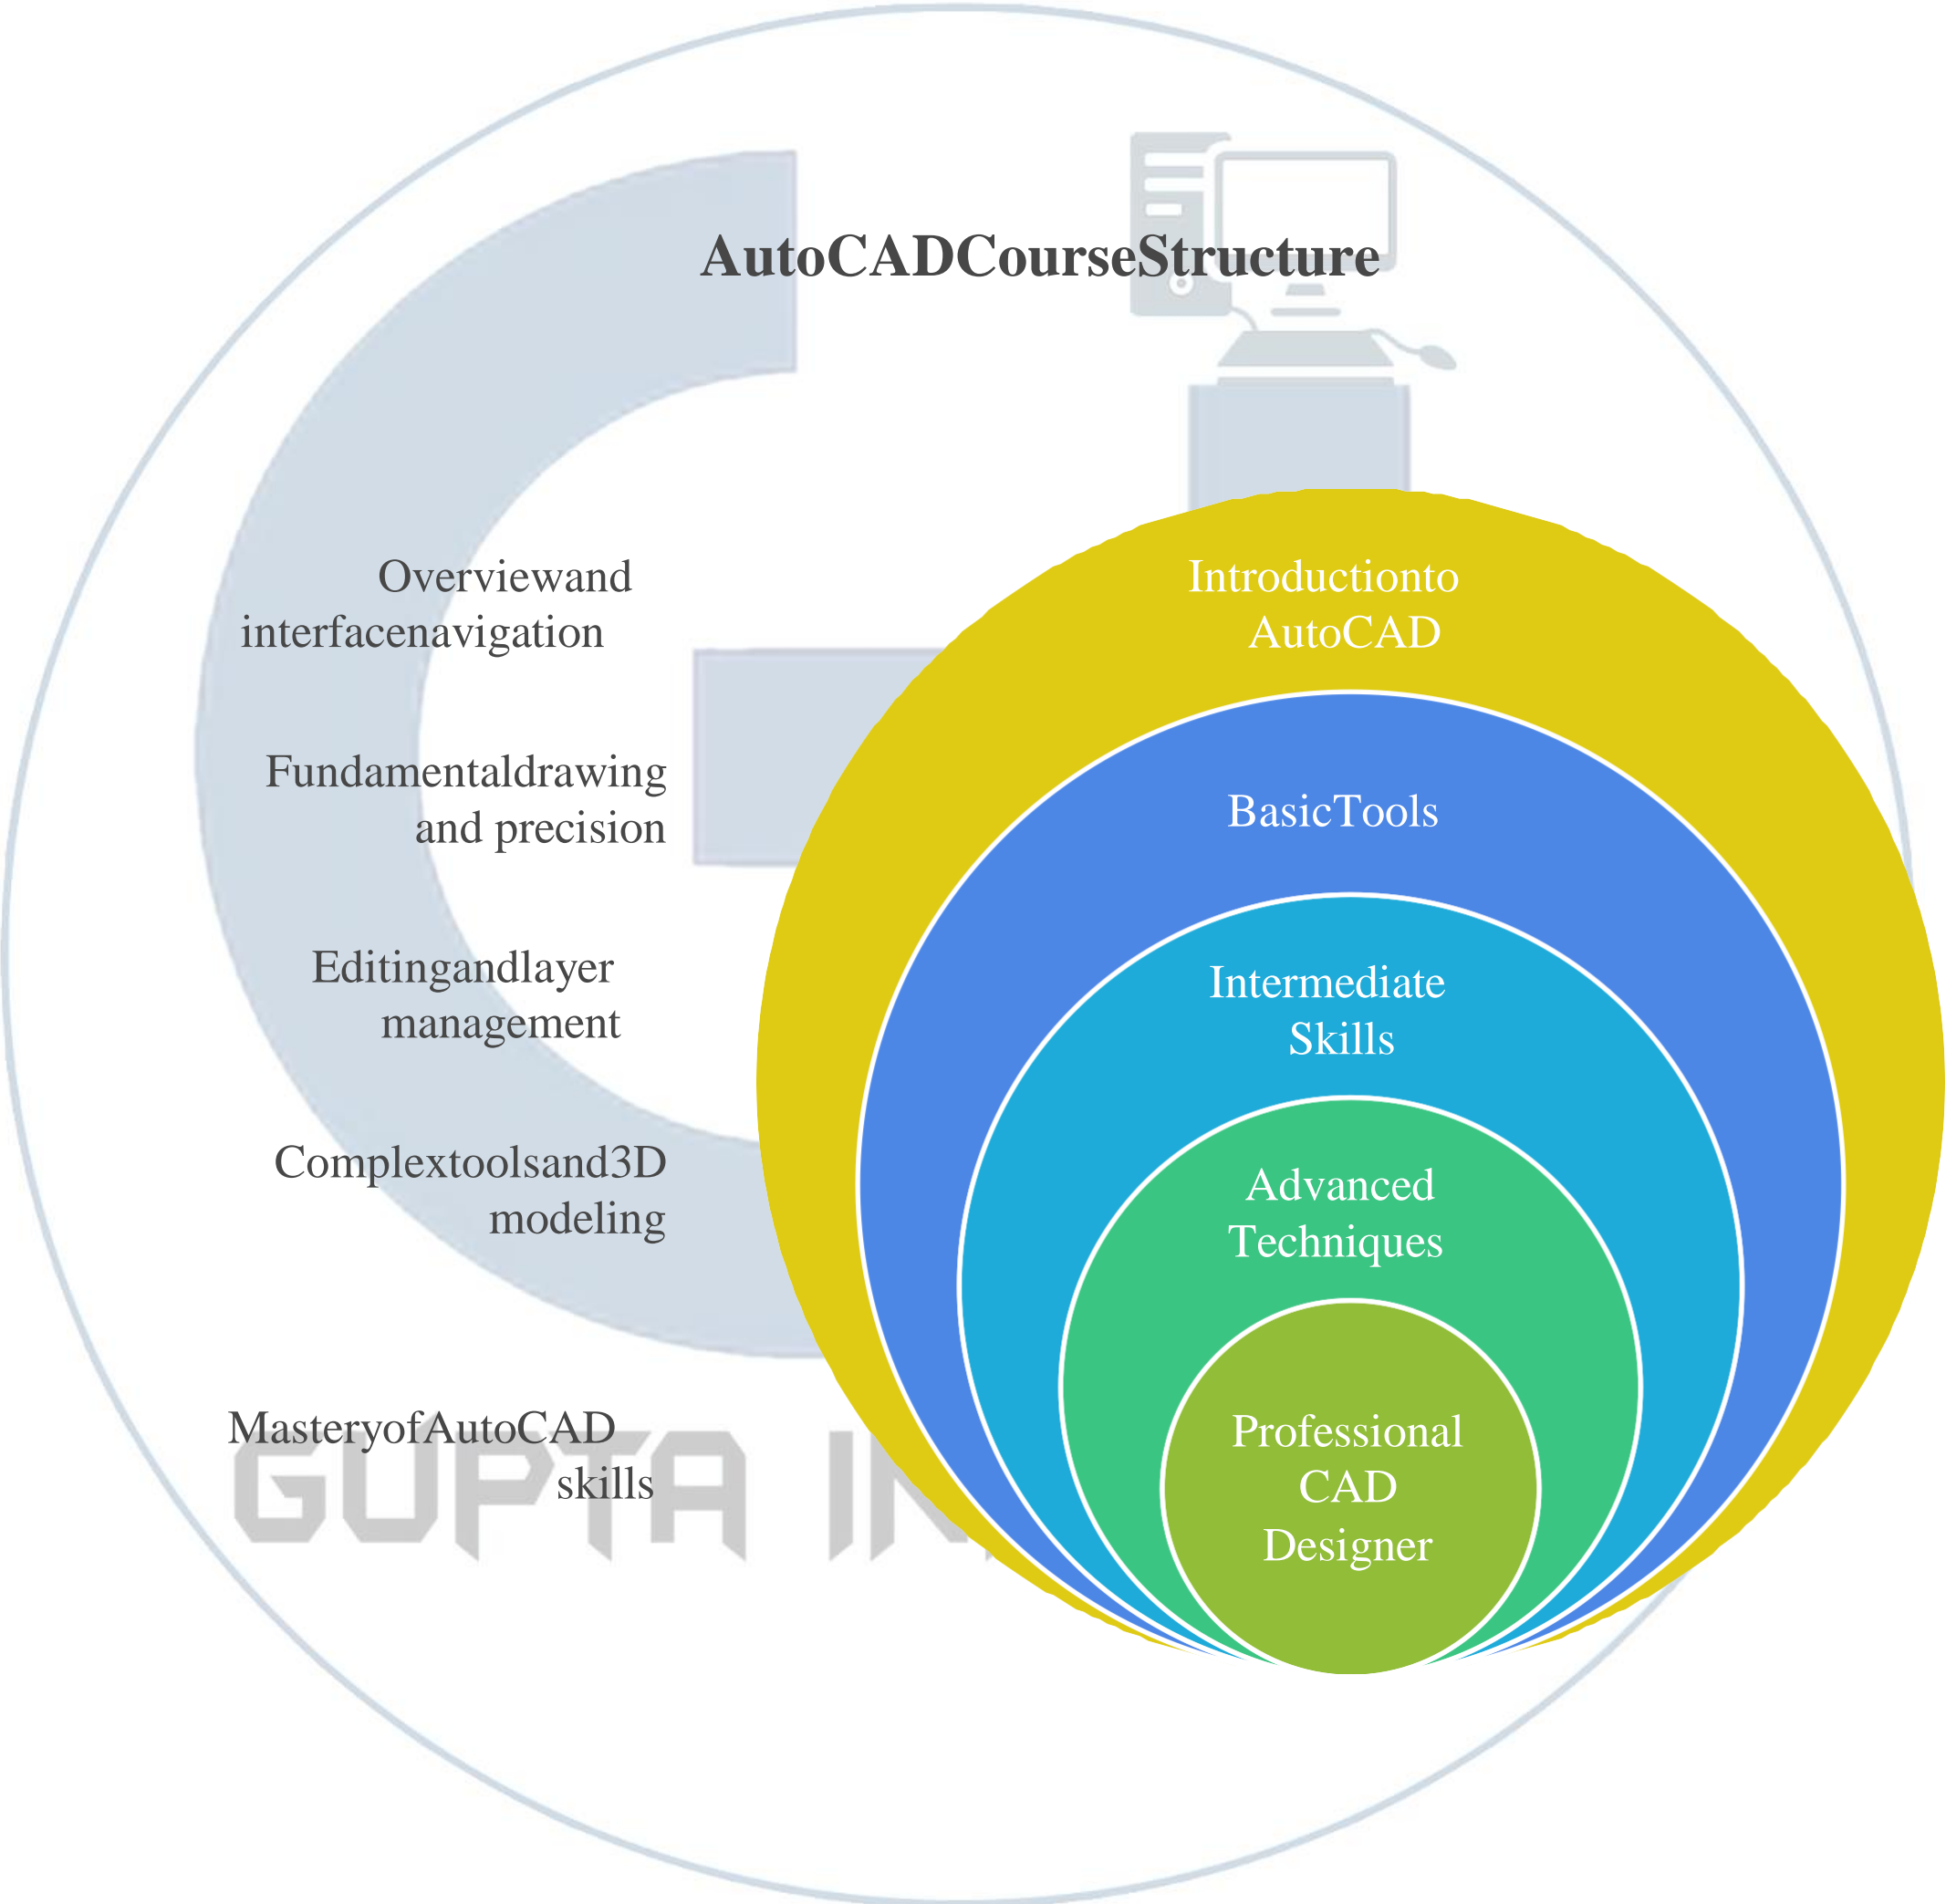 AutoCADCourseStructure
Overviewand
interfacenavigation
Introductionto
AutoCAD
Fundamentaldrawing
and precision
BasicTools
Editingandlayer
management
Intermediate
Skills
Complextoolsand3D
modeling
Advanced
Techniques
MasteryofAutoCAD
skills
Professional
CAD
Designer
GUPTA